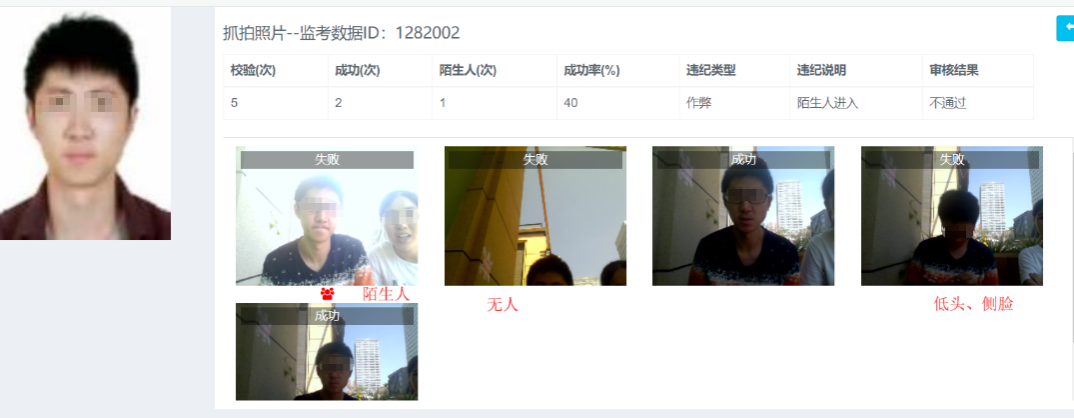 抓拍照片--监考数据ID：1282002
校验(次) 成功(次) 陌生人(次) 成功率(%) 违纪类型 违纪说明 审核结果
5 2 1 40 作弊 陌生人进入 不通过
失败 失败 成功 失败
陌生人 无人 低头、侧脸
成功